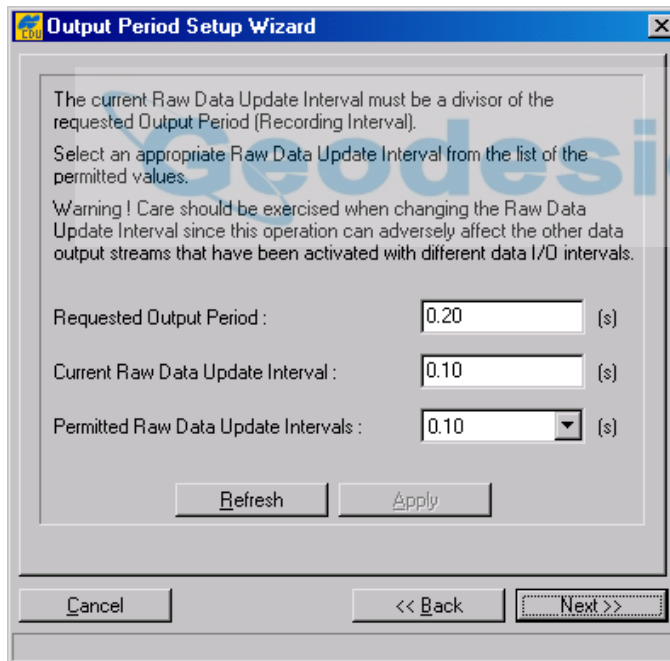 Output Period Setup Wizard
The current Raw Data Update Interval must be a divisor of the
requested Output Period (Recording Interval).
Select an appropriate Raw Data Update Interval from the list of the
permitted values.
Warning ! Care should be exercised when changing the Raw Data
Update Interval since this operation can adversely affect the other data
output streams that have been activated with different data I/O intervals.
Requested Output Period : 0.20 (s)
Current Raw Data Update Interval : 0.10 (s)
Permitted Raw Data Update Intervals : 0.10 (s)
Refresh Apply
Cancel << Back Next >>